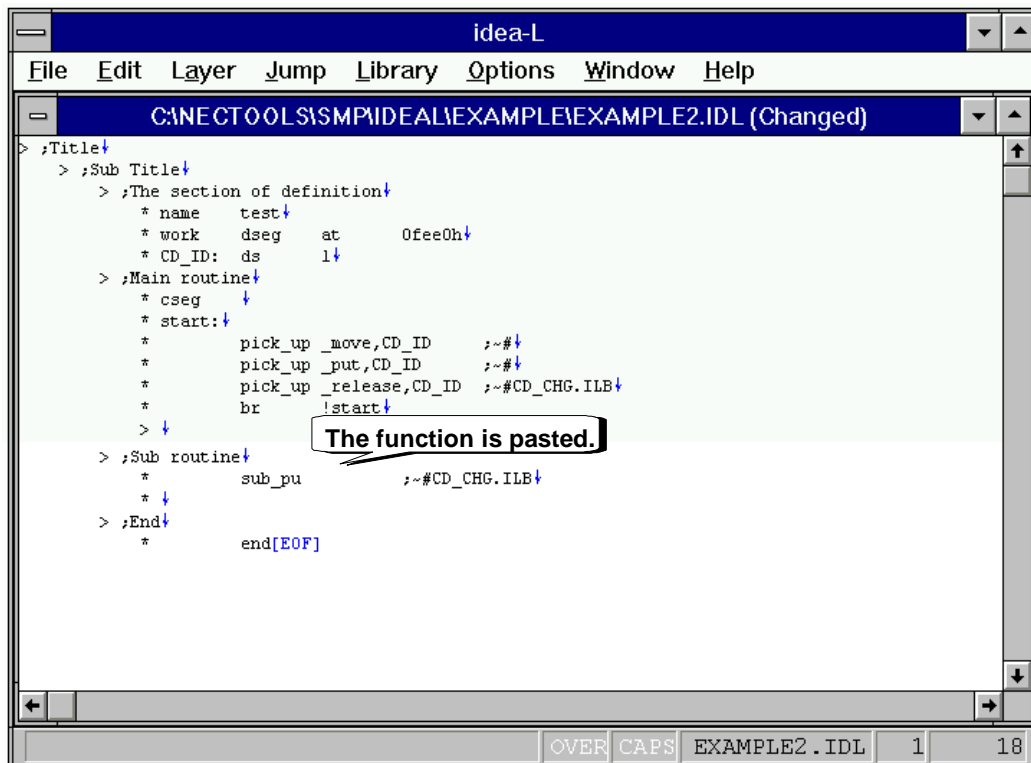 idea-L
File Edit Layer Jump Library Options Window Help
C:\NECTOOLS\SMP\IDEAL\EXAMPLE\EXAMPLE2.IDL (Changed)
> ;Title↓
> ;Sub Title↓
> ;The section of definition↓
* name test↓
* work dseg at 0fee0h↓
* CD_ID: ds 1↓
> ;Main routine↓
* cseg ↓
* start:↓
* pick_up _move,CD_ID ;~#↓
* pick_up _put,CD_ID ;~#↓
* pick_up _release,CD_ID ;~#CD_CHG.ILB↓
* br !start↓
> ↓
The function is pasted.
> ;Sub routine↓
* sub_pu ;~#CD_CHG.ILB↓
* ↓
> ;End↓
* end[EOF]
OVER CAPS EXAMPLE2.IDL 1 18